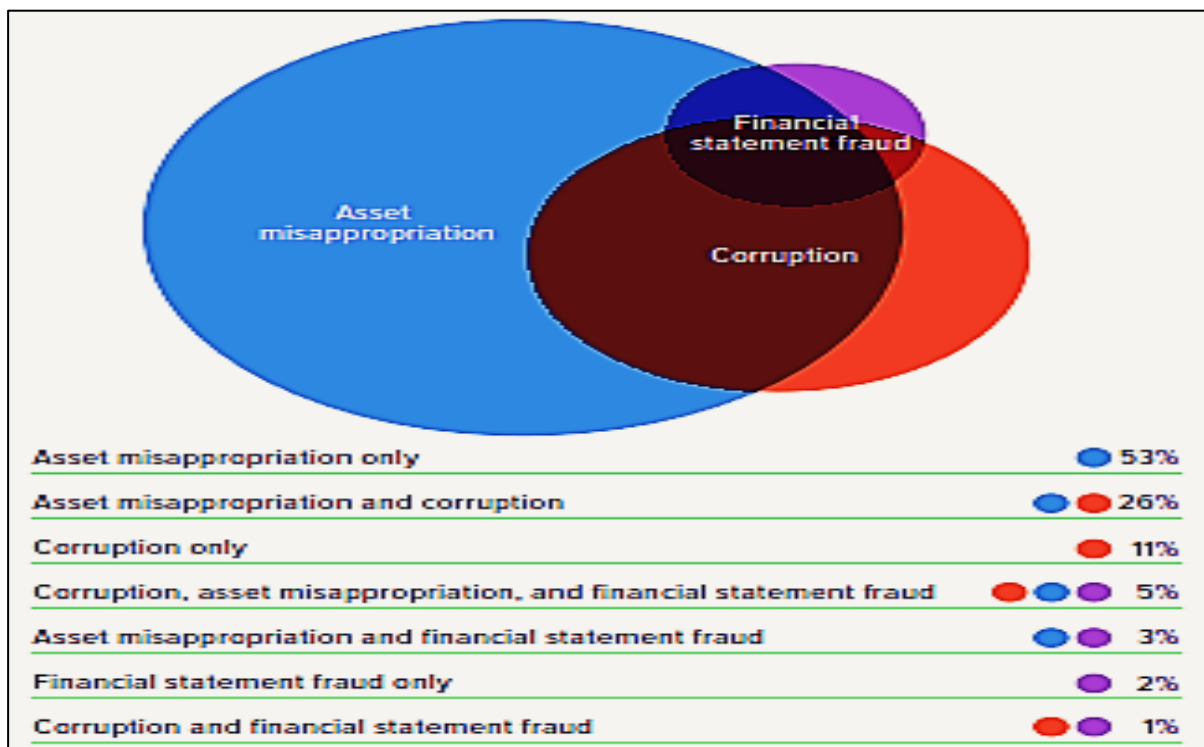 Financial
statement fraud
Asset
misappropriation
Corruption
Asset misappropriation only 53%
Asset misappropriation and corruption 26%
Corruption only 11%
Corruption, asset misappropriation, and financial statement fraud 5%
Asset misappropriation and financial statement fraud 3%
Financial statement fraud only 2%
Corruption and financial statement fraud 1%